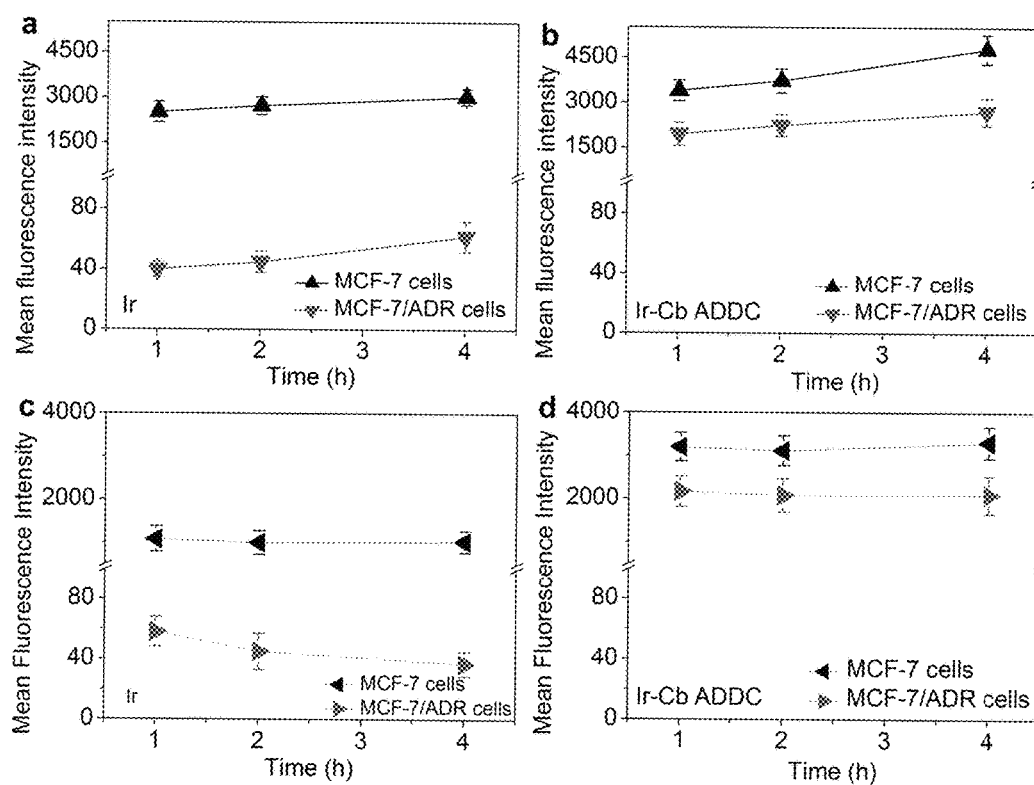 a
Mean fluorescence intensity
4500
3000
1500
80
40
0
Ir
MCF-7 cells
MCF-7/ADR cells
1 2 3 4
Time (h)
b
Mean fluorescence intensity
4500
3000
1500
80
40
0
Ir-Cb ADDC
MCF-7 cells
MCF-7/ADR cells
1 2 3 4
Time (h)
c
Mean Fluorescence Intensity
4000
2000
80
40
0
Ir
MCF-7 cells
MCF-7/ADR cells
1 2 3 4
Time (h)
d
Mean Fluorescence Intensity
4000
2000
80
40
0
Ir-Cb ADDC
MCF-7 cells
MCF-7/ADR cells
1 2 3 4
Time (h)